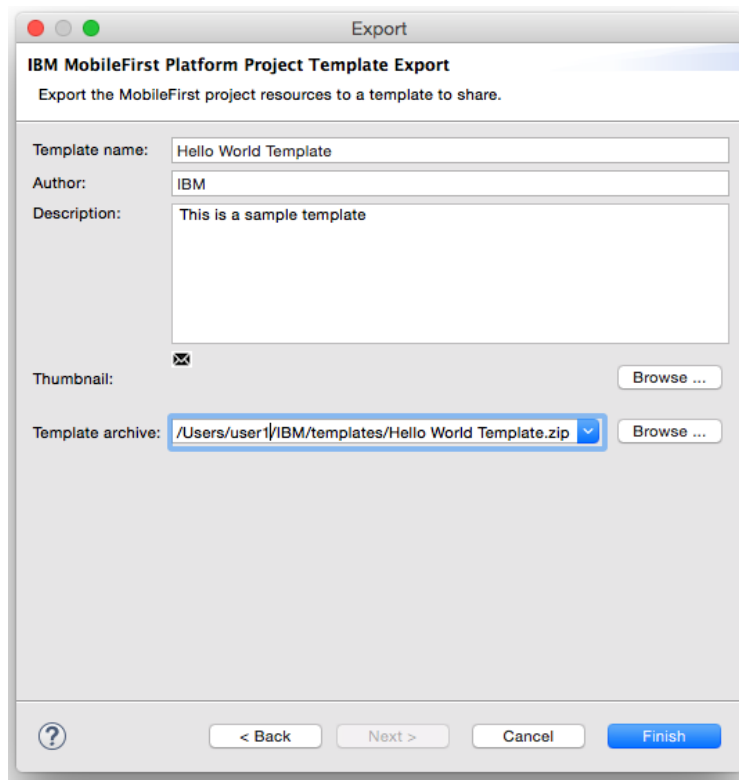 Export
IBM MobileFirst Platform Project Template Export
Export the MobileFirst project resources to a template to share.
Template name: Hello World Template
Author: IBM
Description: This is a sample template
Thumbnail: Browse ...
Template archive: /Users/user1/IBM/templates/Hello World Template.zip Browse ...
? < Back Next > Cancel Finish